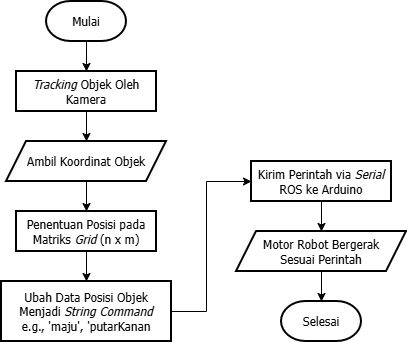 Mulai
Tracking Objek Oleh
Kamera
Ambil Koordinat Objek
Penentuan Posisi pada
Matriks Grid (n x m)
Ubah Data Posisi Objek
Menjadi String Command
e.g., 'maju', 'putarKanan
Kirim Perintah via Serial
ROS ke Arduino
Motor Robot Bergerak
Sesuai Perintah
Selesai